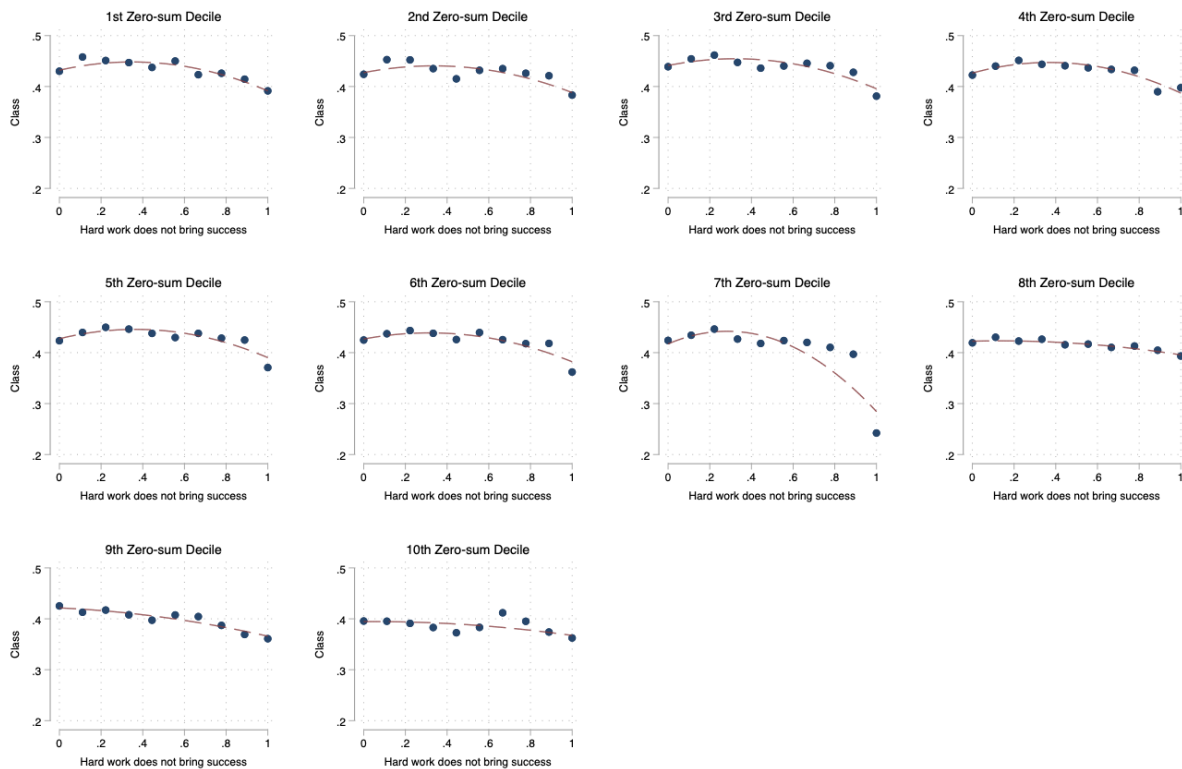 1st Zero-sum Decile
.5
.4
.3
.2
Class
0 .2 .4 .6 .8 1
Hard work does not bring success
2nd Zero-sum Decile
.5
.4
.3
.2
Class
0 .2 .4 .6 .8 1
Hard work does not bring success
3rd Zero-sum Decile
.5
.4
.3
.2
Class
0 .2 .4 .6 .8 1
Hard work does not bring success
4th Zero-sum Decile
.5
.4
.3
.2
Class
0 .2 .4 .6 .8 1
Hard work does not bring success
5th Zero-sum Decile
.5
.4
.3
.2
Class
0 .2 .4 .6 .8 1
Hard work does not bring success
6th Zero-sum Decile
.5
.4
.3
.2
Class
0 .2 .4 .6 .8 1
Hard work does not bring success
7th Zero-sum Decile
.5
.4
.3
.2
Class
0 .2 .4 .6 .8 1
Hard work does not bring success
8th Zero-sum Decile
.5
.4
.3
.2
Class
0 .2 .4 .6 .8 1
Hard work does not bring success
9th Zero-sum Decile
.5
.4
.3
.2
Class
0 .2 .4 .6 .8 1
Hard work does not bring success
10th Zero-sum Decile
.5
.4
.3
.2
Class
0 .2 .4 .6 .8 1
Hard work does not bring success